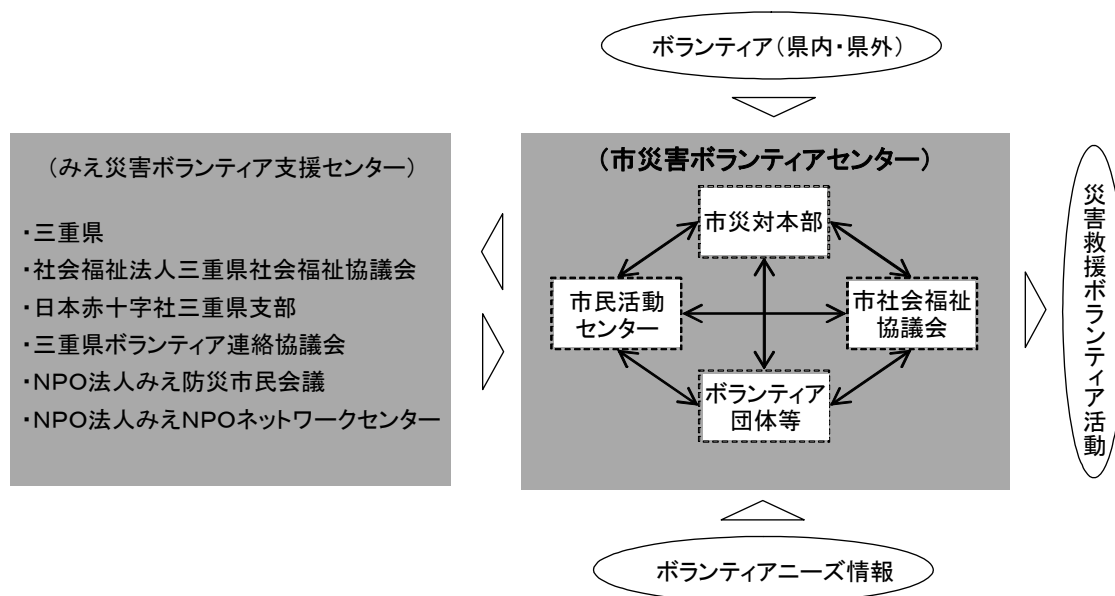 ボランティア(県内・県外)
(みえ災害ボランティア支援センター)
・三重県
・社会福祉法人三重県社会福祉協議会
・日本赤十字社三重県支部
・三重県ボランティア連絡協議会
・NPO法人みえ防災市民会議
・NPO法人みえNPOネットワークセンター
(市災害ボランティアセンター)
市災対本部
市民活動
センター
市社会福祉
協議会
ボランティア
団体等
災害救援ボランティア活動
ボランティアニーズ情報